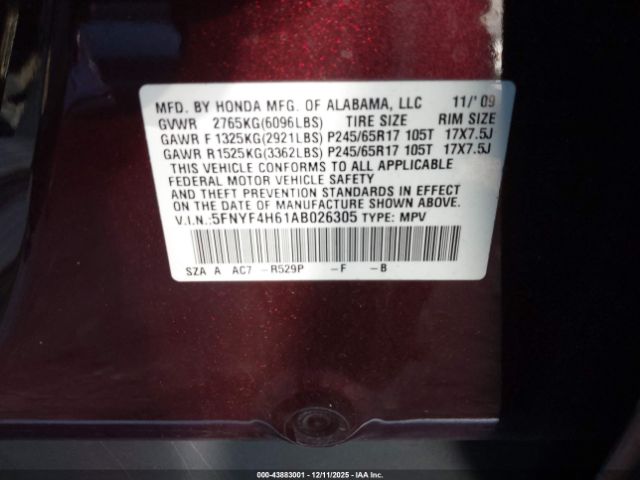 MFD. BY HONDA MFG. OF ALABAMA, LLC 11/'09
GVWR 2765KG(6096LBS) TIRE SIZE RIM SIZE
GAWR F 1325KG(2921LBS) P245/65R17 105T 17X7.5J
GAWR R1525KG(3362LBS) P245/65R17 105T 17X7.5J
THIS VEHICLE CONFORMS TO ALL APPLICABLE
FEDERAL MOTOR VEHICLE SAFETY
AND THEFT PREVENTION STANDARDS IN EFFECT
ON THE DATE OF MANUFACTURE SHOWN ABOVE.
V.I.N.:5FNYF4H61AB026305 TYPE: MPV
SZA A AC7 -R529P -F -B
00-43883001 - 12/11/2025 - IAA Inc.